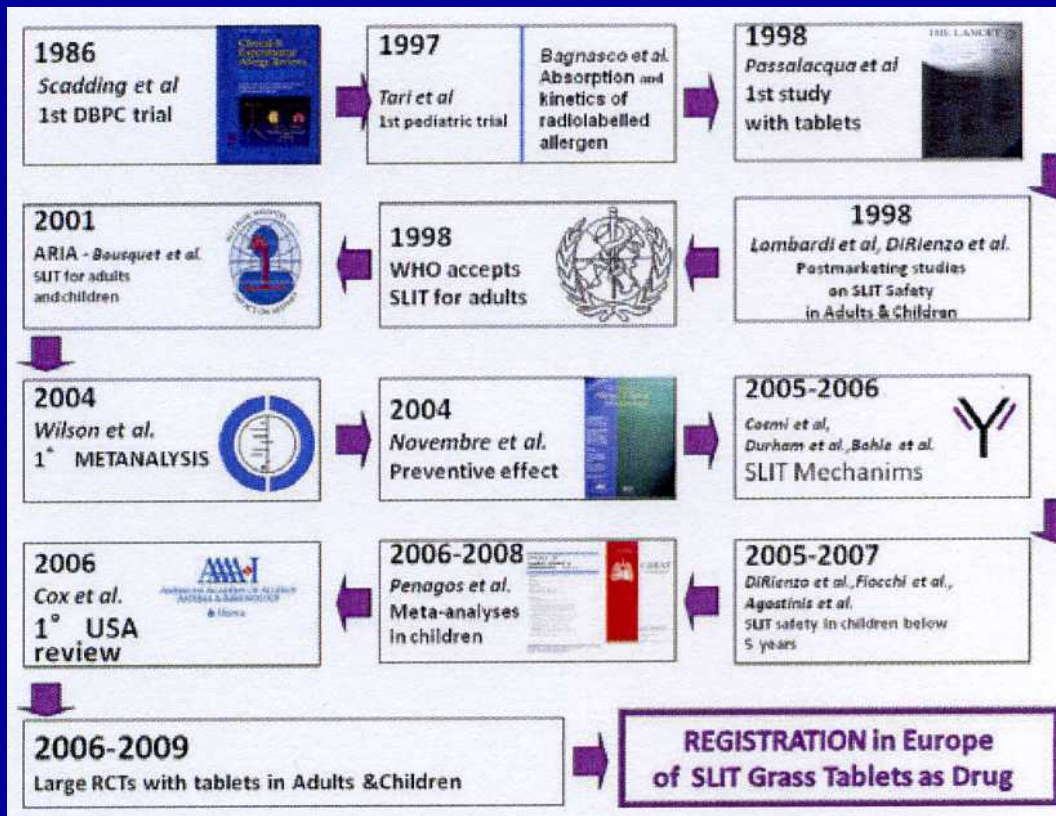 1986
Scadding et al
1st DBPC trial
1997
Tari et al
1st pediatric trial
Bagnasco et al.
Absorption and
kinetics of
radiolabelled
allergen
1998
Passalacqua et al
1st study
with tablets
THE LANCET
1998
Lombardi et al, DiRienzo et al.
Postmarketing studies
on SLIT Safety
in Adults & Children
1998
WHO accepts
SLIT for adults
2001
ARIA - Bousquet et al.
SLIT for adults
and children
2004
Wilson et al.
1° METANALYSIS
2004
Novembre et al.
Preventive effect
2005-2006
Cosmi et al,
Durham et al.,Bohle et al.
SLIT Mechanims
2005-2007
DiRienzo et al.,Fiocchi et al.,
Agostinis et al.
SLIT safety in children below
5 years
2006-2008
Penagos et al.
Meta-analyses
in children
CHEST
2006
Cox et al.
1° USA
review
AMERICAN ACADEMY OF ALLERGY
ASTHMA & IMMUNOLOGY
2006-2009
Large RCTs with tablets in Adults &Children
REGISTRATION in Europe
of SLIT Grass Tablets as Drug